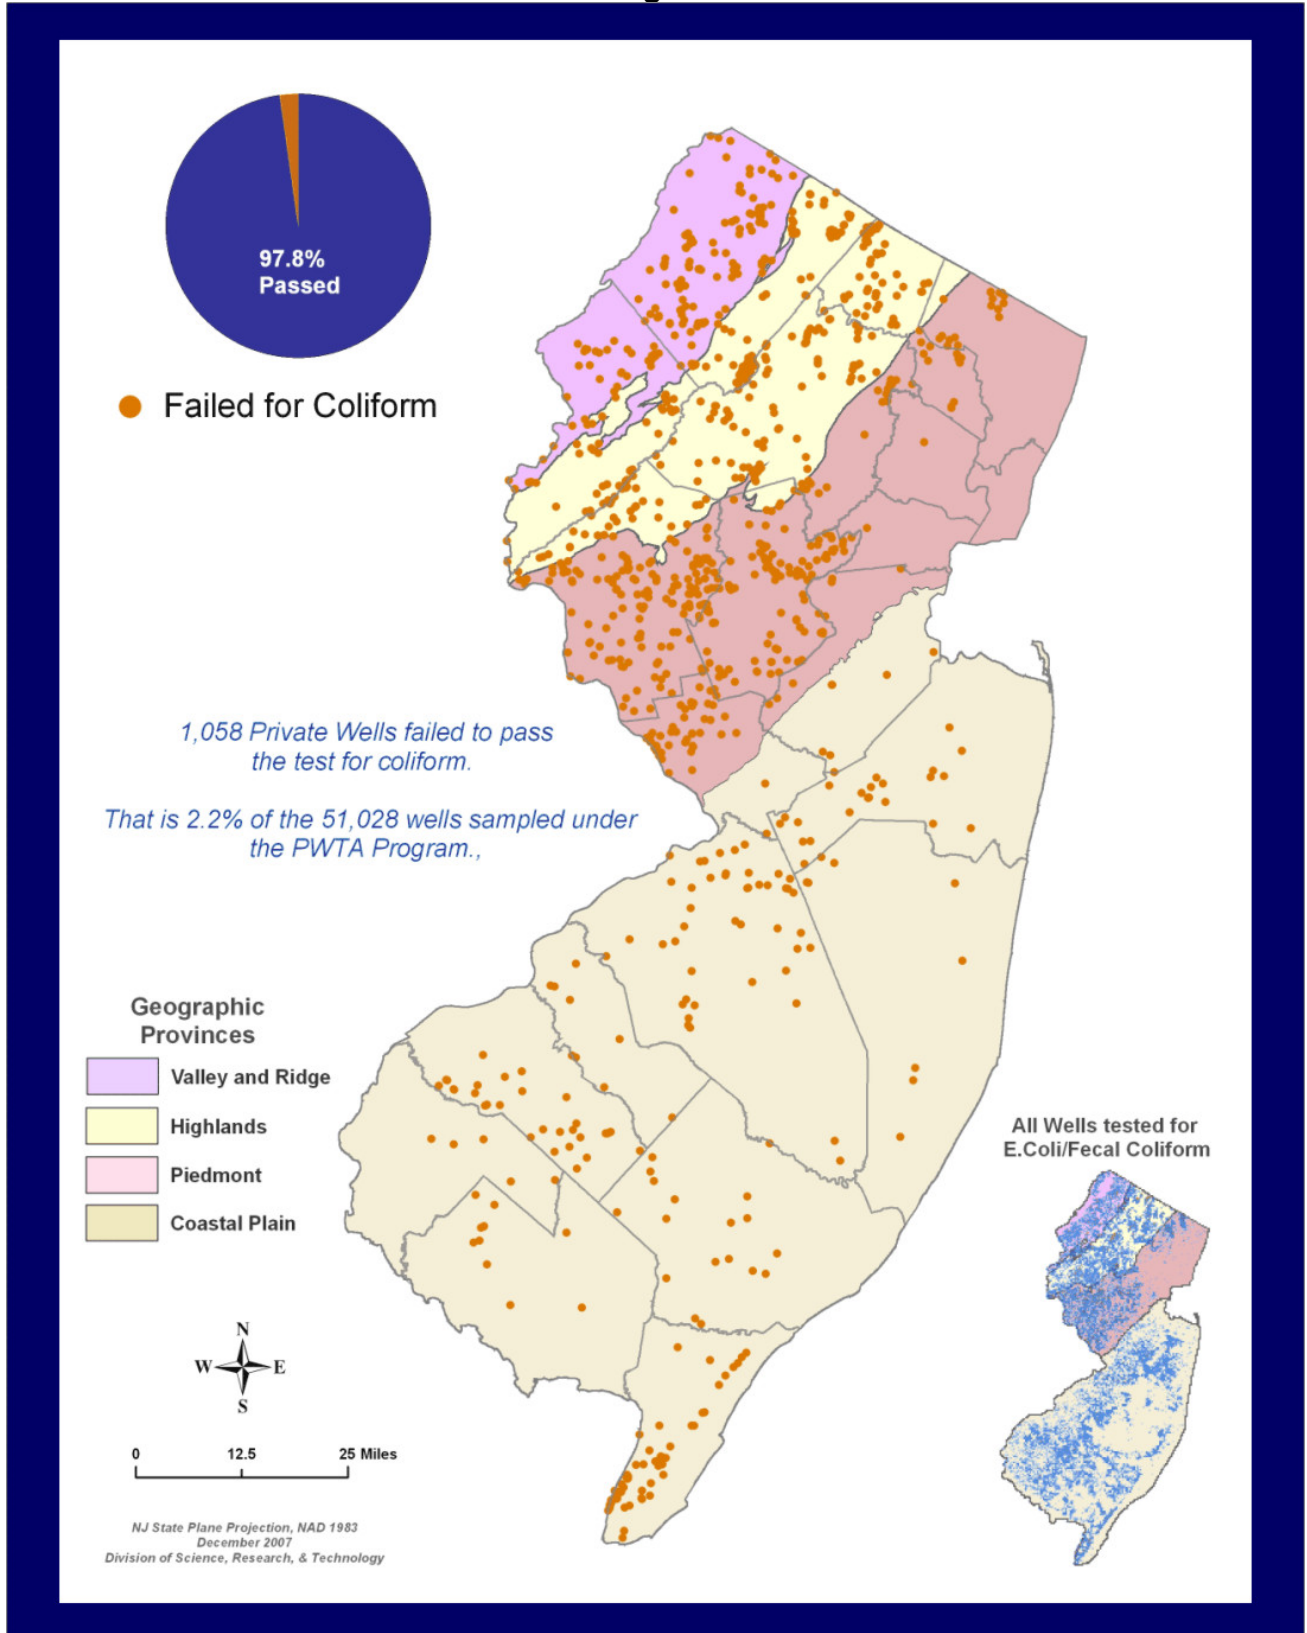 97.8%
Passed
Failed for Coliform
1,058 Private Wells failed to pass
the test for coliform.
That is 2.2% of the 51,028 wells sampled under
the PWTA Program.,
Geographic
Provinces
Valley and Ridge
Highlands
Piedmont
Coastal Plain
N
W E
S
0 12.5 25 Miles
NJ State Plane Projection, NAD 1983
December 2007
Division of Science, Research, & Technology
All Wells tested for
E.Coli/Fecal Coliform